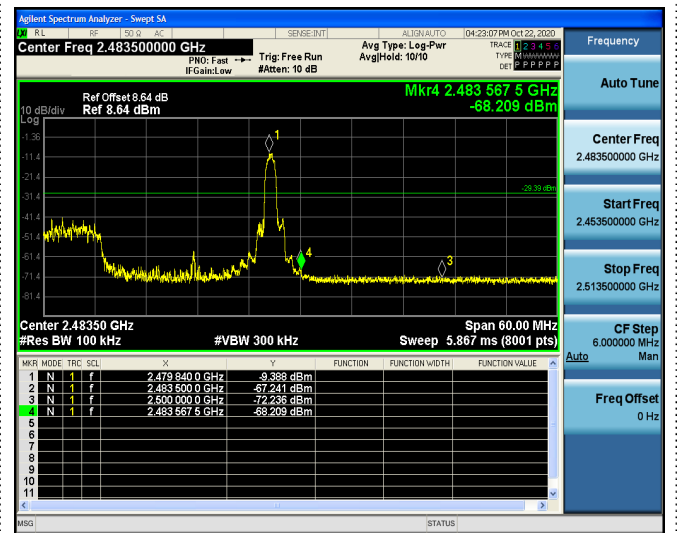 Agilent Spectrum Analyzer - Swept SA
RL RF 50 Ω AC SENSE:INT ALIGN AUTO 04:23:07 PM Oct 22, 2020
Center Freq 2.483500000 GHz Avg Type: Log-Pwr TRACE 1 2 3 4 5 6
PNO: Fast Trig: Free Run Avg|Hold: 10/10 TYPE M
IFGain:Low #Atten: 10 dB DET P P P P P P
Mkr4 2.483 567 5 GHz
-68.209 dBm
Ref Offset 8.64 dB
10 dB/div Ref 8.64 dBm
Log
-1.36
-11.4
-21.4
-31.4
-41.4
-51.4
-61.4
-71.4
-81.4
1
-29.39 dBm
4
3
Center 2.48350 GHz Span 60.00 MHz
#Res BW 100 kHz #VBW 300 kHz Sweep 5.867 ms (8001 pts)
MKR MODE TRC SCL X Y FUNCTION FUNCTION WIDTH FUNCTION VALUE
1 N 1 f 2.479 840 0 GHz -9.388 dBm
2 N 1 f 2.483 500 0 GHz -67.241 dBm
3 N 1 f 2.500 000 0 GHz -72.236 dBm
4 N 1 f 2.483 567 5 GHz -68.209 dBm
5
6
7
8
9
10
11
MSG STATUS
Frequency
Auto Tune
Center Freq
2.483500000 GHz
Start Freq
2.453500000 GHz
Stop Freq
2.513500000 GHz
CF Step
6.000000 MHz
Auto Man
Freq Offset
0 Hz